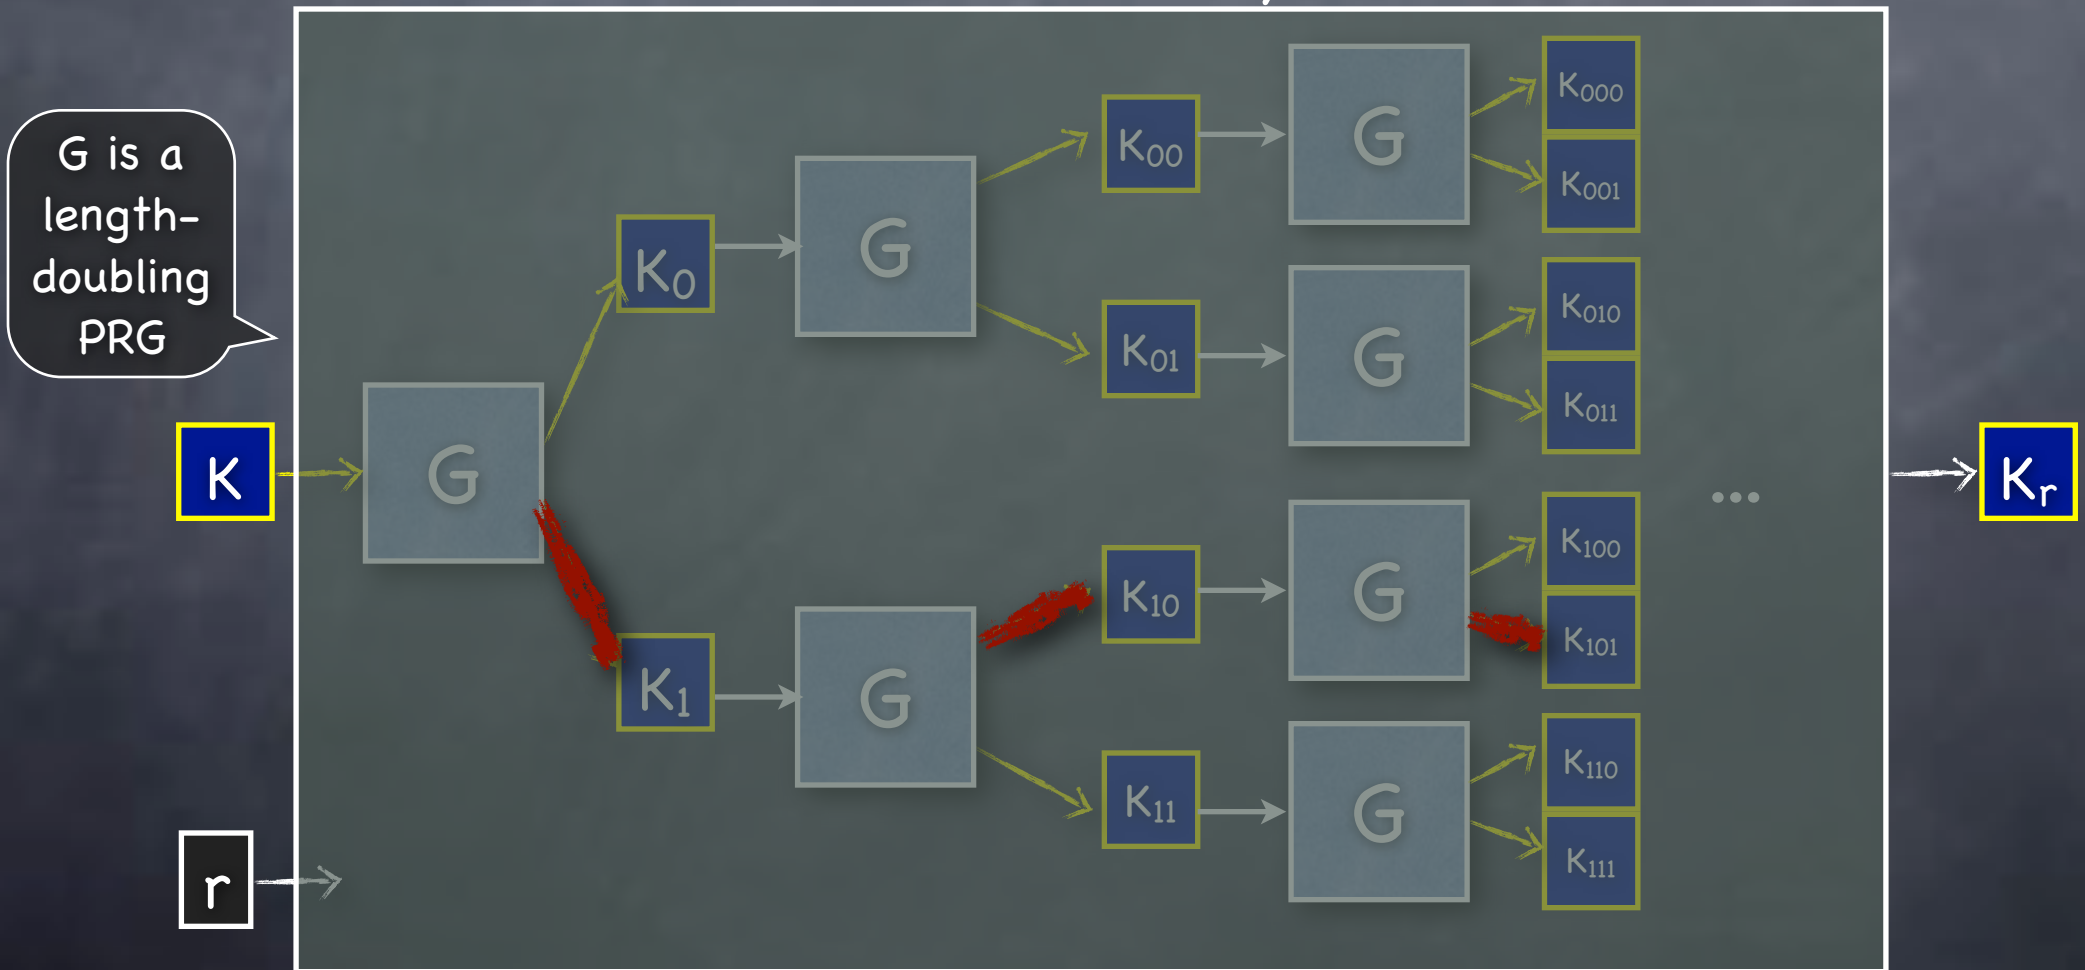 G is a
length-
doubling
PRG
K
r
G
K₀
K₁
G
G
K₀₀
K₀₁
K₁₀
K₁₁
G
G
G
G
K₀₀₀
K₀₀₁
K₀₁₀
K₀₁₁
K₁₀₀
K₁₀₁
K₁₁₀
K₁₁₁
...
Kᵣ